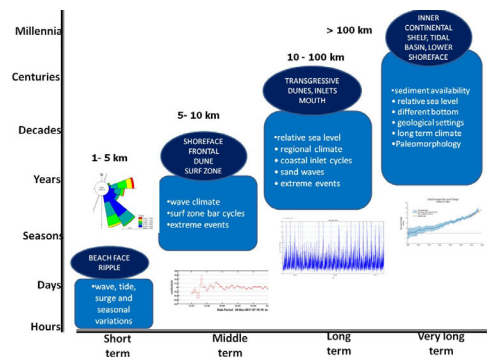 Millennia
Centuries
Decades
Years
Seasons
Days
Hours
> 100 km
INNER
CONTINENTAL
SHELF, TIDAL
BASIN, LOWER
SHOREFACE
•sediment availability
•relative sea level
•different bottom
•geological settings
•long term climate
•Paleomorphology
10 - 100 km
TRANSGRESSIVE
DUNES, INLETS
MOUTH
•relative sea level
•regional climate
•coastal inlet cycles
•sand waves
•extreme events
5- 10 km
SHOREFACE
FRONTAL
DUNE
SURF ZONE
•wave climate
•surf zone bar cycles
•extreme events
1- 5 km
BEACH FACE
RIPPLE
•wave, tide,
surge and
seasonal
variations
Short
term
Middle
term
Long
term
Very long
term